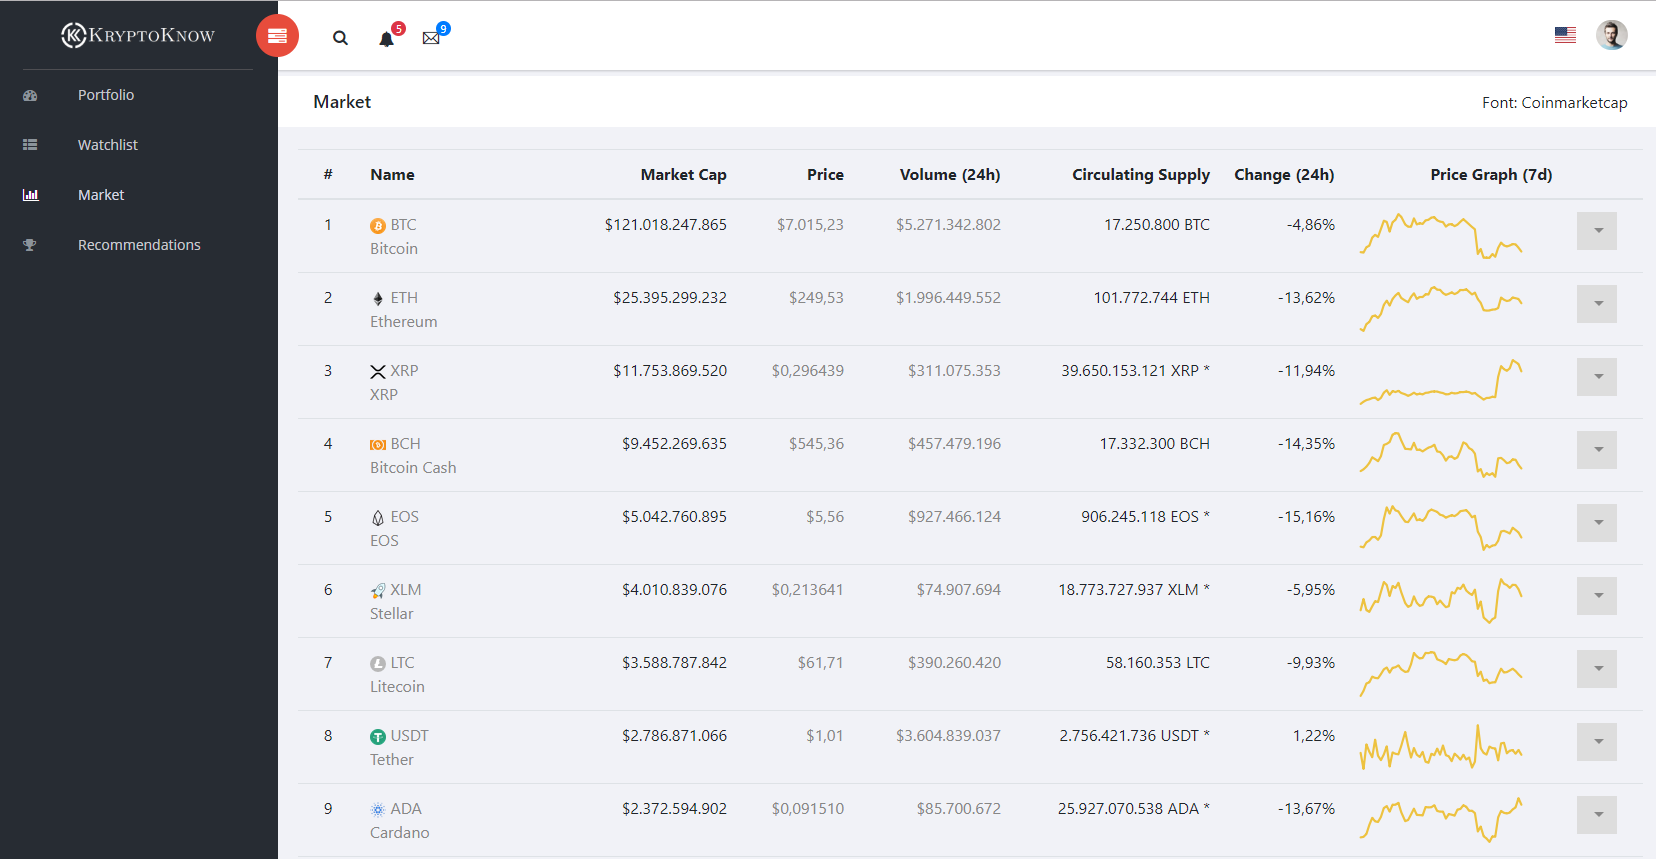 KRYPTOKNOW
5
9
Portfolio
Watchlist
Market
Recommendations
Market
Font: Coinmarketcap
# Name Market Cap Price Volume (24h) Circulating Supply Change (24h) Price Graph (7d)
1 BTC $121.018.247.865 $7.015,23 $5.271.342.802 17.250.800 BTC -4,86%
Bitcoin
2 ETH $25.395.299.232 $249,53 $1.996.449.552 101.772.744 ETH -13,62%
Ethereum
3 XRP $11.753.869.520 $0,296439 $311.075.353 39.650.153.121 XRP * -11,94%
XRP
4 BCH $9.452.269.635 $545,36 $457.479.196 17.332.300 BCH -14,35%
Bitcoin Cash
5 EOS $5.042.760.895 $5,56 $927.466.124 906.245.118 EOS * -15,16%
EOS
6 XLM $4.010.839.076 $0,213641 $74.907.694 18.773.727.937 XLM * -5,95%
Stellar
7 LTC $3.588.787.842 $61,71 $390.260.420 58.160.353 LTC -9,93%
Litecoin
8 USDT $2.786.871.066 $1,01 $3.604.839.037 2.756.421.736 USDT * 1,22%
Tether
9 ADA $2.372.594.902 $0,091510 $85.700.672 25.927.070.538 ADA * -13,67%
Cardano